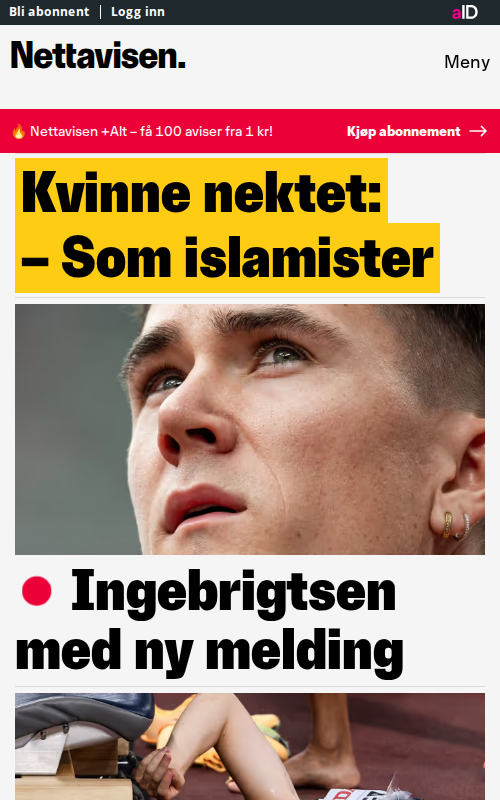 Bli abonnent Logg inn aID
Nettavisen.
Meny
🔥 Nettavisen +Alt – få 100 aviser fra 1 kr! Kjøp abonnement →
Kvinne nektet:
– Som islamister
Ingebrigtsen
med ny melding